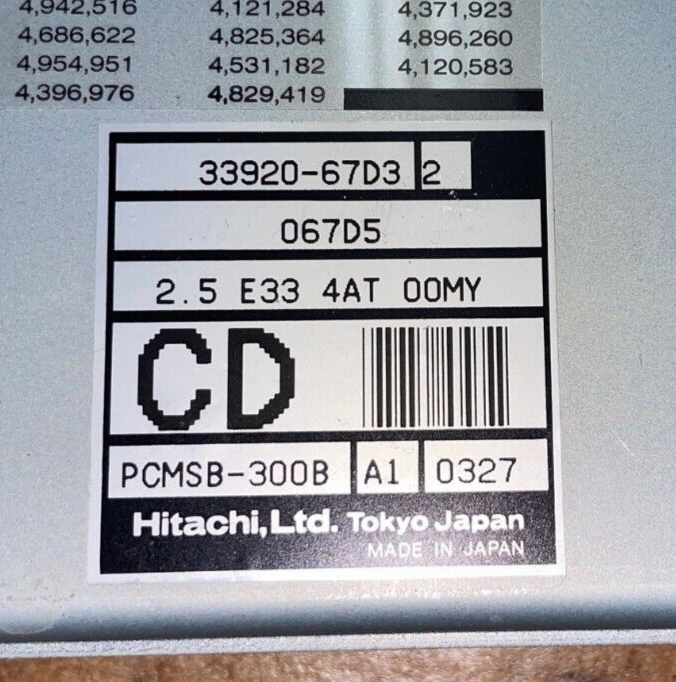 4,942,516 4,121,284 4,371,923
4,686,622 4,825,364 4,896,260
4,954,951 4,531,182 4,120,583
4,396,976 4,829,419
33920-67D3 2
067D5
2.5 E33 4AT 00MY
CD
PCMSB-300B A1 0327
Hitachi,Ltd. Tokyo Japan
MADE IN JAPAN